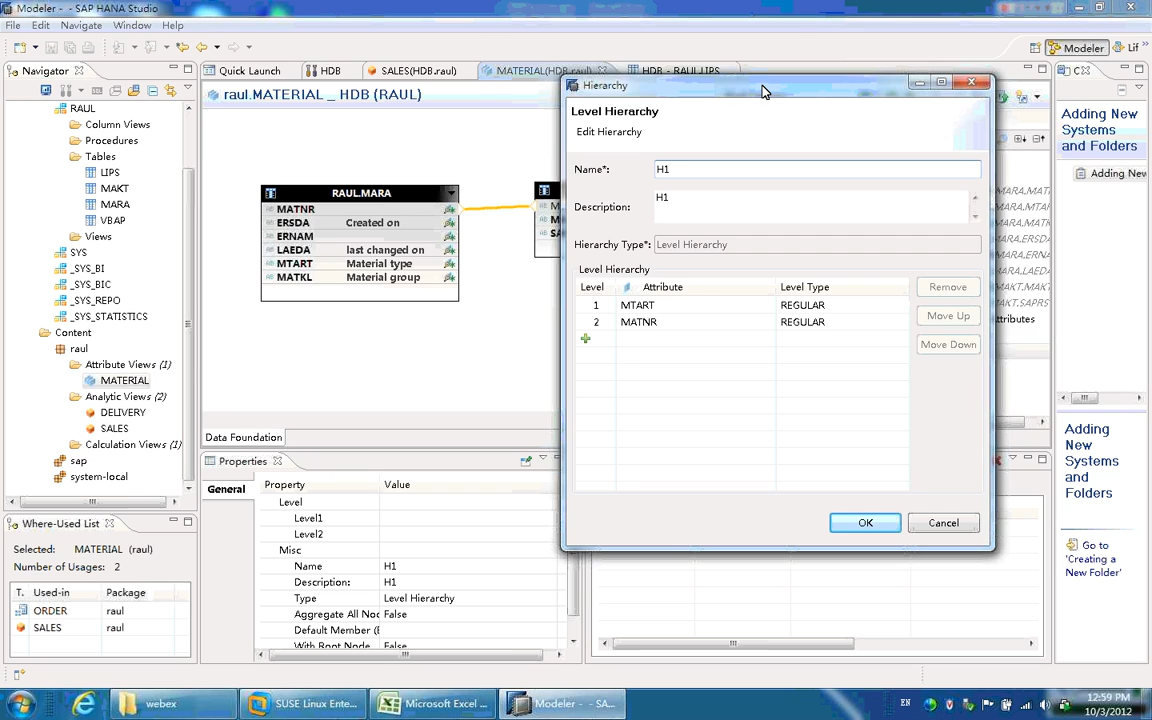 Modeler - - SAP HANA Studio
File Edit Navigate Window Help
Modeler
Navigator
Quick Launch
HDB
SALES(HDB.raul)
MATERIAL(HDB.raul)
HDB - RAUL.LIPS
raul.MATERIAL _ HDB (RAUL)
RAUL
Column Views
Procedures
Tables
LIPS
MAKT
MARA
VBAP
Views
SYS
_SYS_BI
_SYS_BIC
_SYS_REPO
_SYS_STATISTICS
Content
raul
Attribute Views (1)
MATERIAL
Analytic Views (2)
DELIVERY
SALES
Calculation Views (1)
sap
system-local
Where-Used List
Selected: MATERIAL (raul)
Number of Usages: 2
T. Used-in Package
ORDER raul
SALES raul
RAUL.MARA
MATNR
ERSDA Created on
ERNAM
LAEDA last changed on
MTART Material type
MATKL Material group
Data Foundation
Properties
General
Property Value
Level
Level1
Level2
Misc
Name H1
Description: H1
Type Level Hierarchy
Aggregate All Noc False
Default Member (E
With Root Node False
Hierarchy
Level Hierarchy
Edit Hierarchy
Name*: H1
Description: H1
Hierarchy Type*: Level Hierarchy
Level Hierarchy
Level Attribute Level Type
1 MTART REGULAR
2 MATNR REGULAR
Remove
Move Up
Move Down
OK Cancel
Adding New
Systems
and Folders
Adding New
Adding
New
Systems
and
Folders
Go to
'Creating a
New Folder'
webex
SUSE Linux Ente...
Microsoft Excel ...
Modeler - - SA...
EN
12:59 PM
10/3/2012